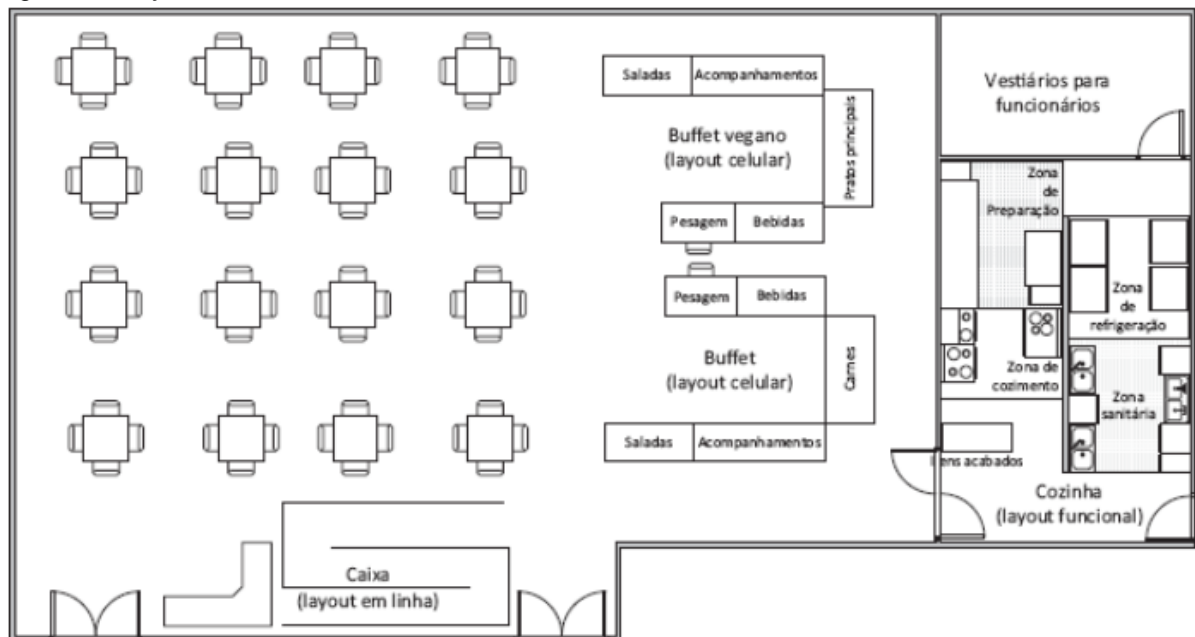 Saladas
Acompanhamentos
Buffet vegano
(layout celular)
Pratos principais
Pesagem
Bebidas
Pesagem
Bebidas
Buffet
(layout celular)
Carnes
Saladas
Acompanhamentos
Caixa
(layout em linha)
Vestiários para
funcionários
Zona
de
Preparação
Zona
de
refrigeração
Zona de
cozimento
Zona
sanitária
acabados
Cozinha
(layout funcional)